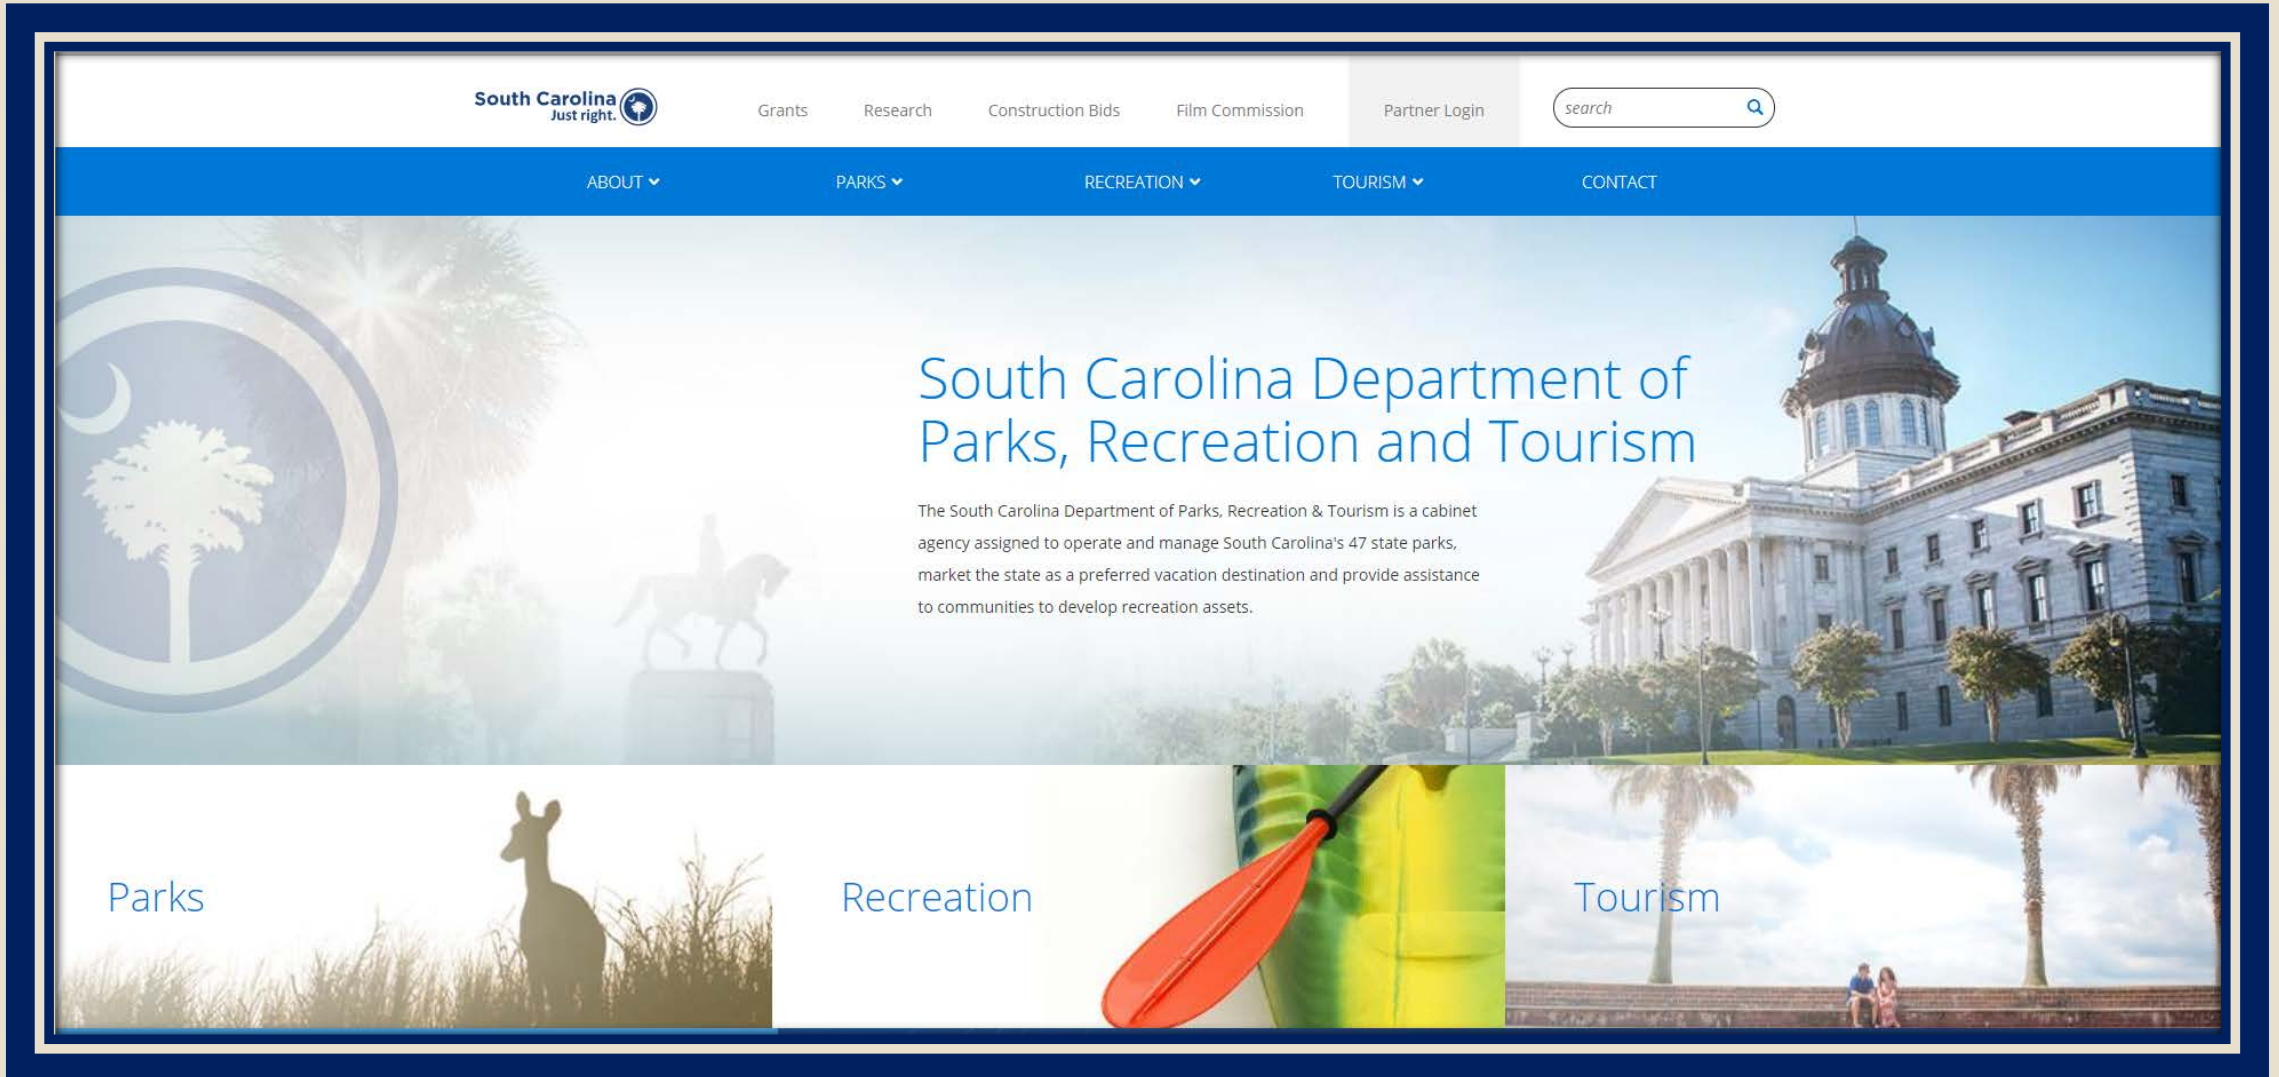 South Carolina
Just right.
Grants
Research
Construction Bids
Film Commission
Partner Login
search
ABOUT
PARKS
RECREATION
TOURISM
CONTACT
South Carolina Department of
Parks, Recreation and Tourism
The South Carolina Department of Parks, Recreation & Tourism is a cabinet
agency assigned to operate and manage South Carolina's 47 state parks,
market the state as a preferred vacation destination and provide assistance
to communities to develop recreation assets.
Parks
Recreation
Tourism